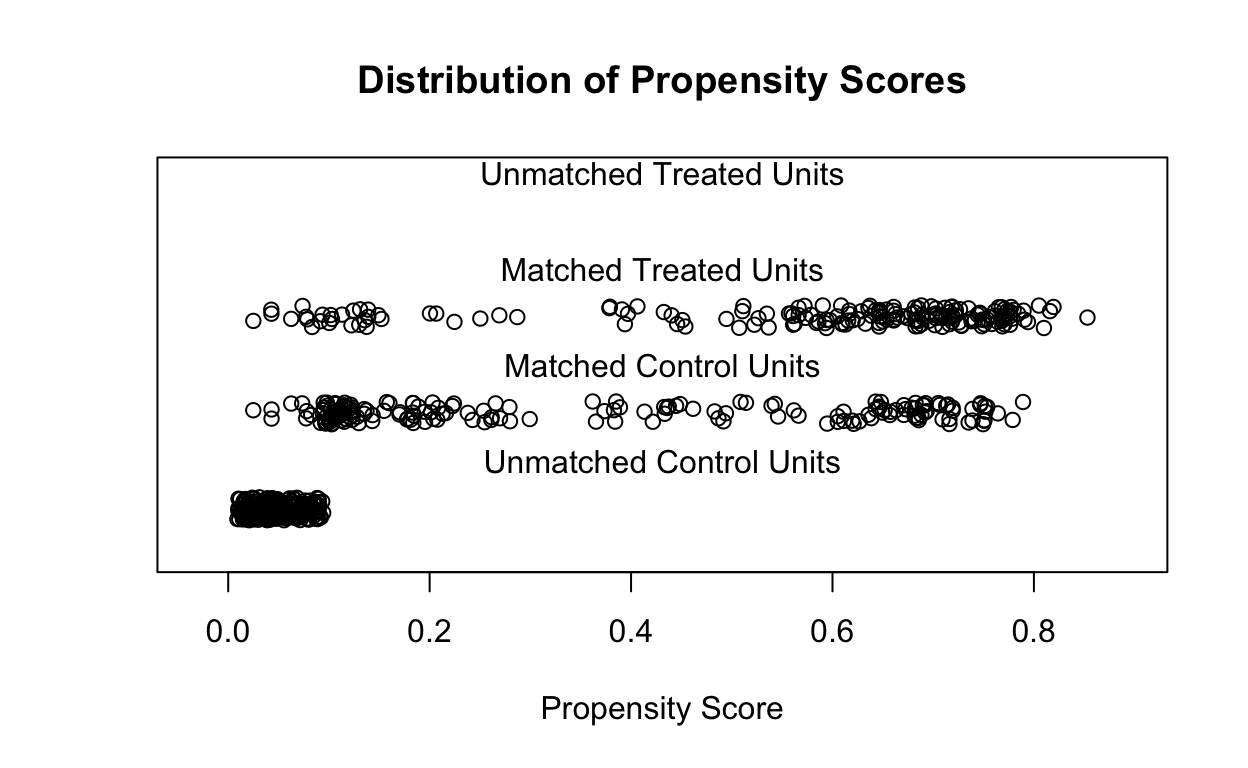 Distribution of Propensity Scores
Unmatched Treated Units
Matched Treated Units
Matched Control Units
Unmatched Control Units
0.0 0.2 0.4 0.6 0.8
Propensity Score